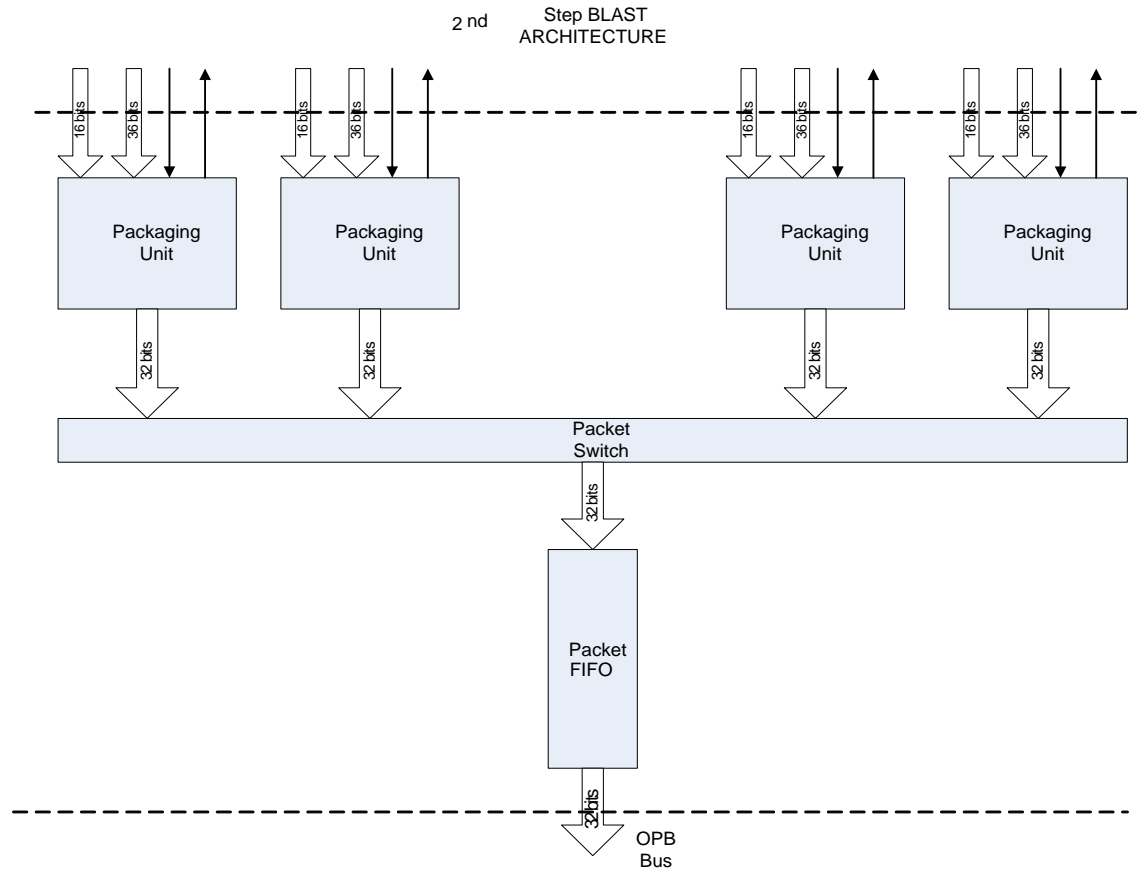 2 nd Step BLAST
ARCHITECTURE
16 bits 36 bits 16 bits 36 bits 16 bits 36 bits 16 bits 36 bits
Packaging Packaging Packaging Packaging
Unit Unit Unit Unit
32 bits 32 bits 32 bits 32 bits
Packet
Switch
32 bits
Packet
FIFO
32 bits
OPB
Bus